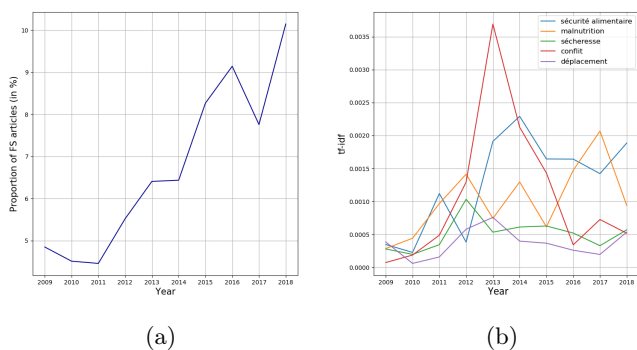 10
9
8
7
6
5
Proportion of FS articles (in %)
2009 2010 2011 2012 2013 2014 2015 2016 2017 2018
Year
(a)
sécurité alimentaire
malnutrition
sécheresse
conflit
déplacement
0.0035
0.0030
0.0025
0.0020
0.0015
0.0010
0.0005
0.0000
tf-idf
2009 2010 2011 2012 2013 2014 2015 2016 2017 2018
Year
(b)